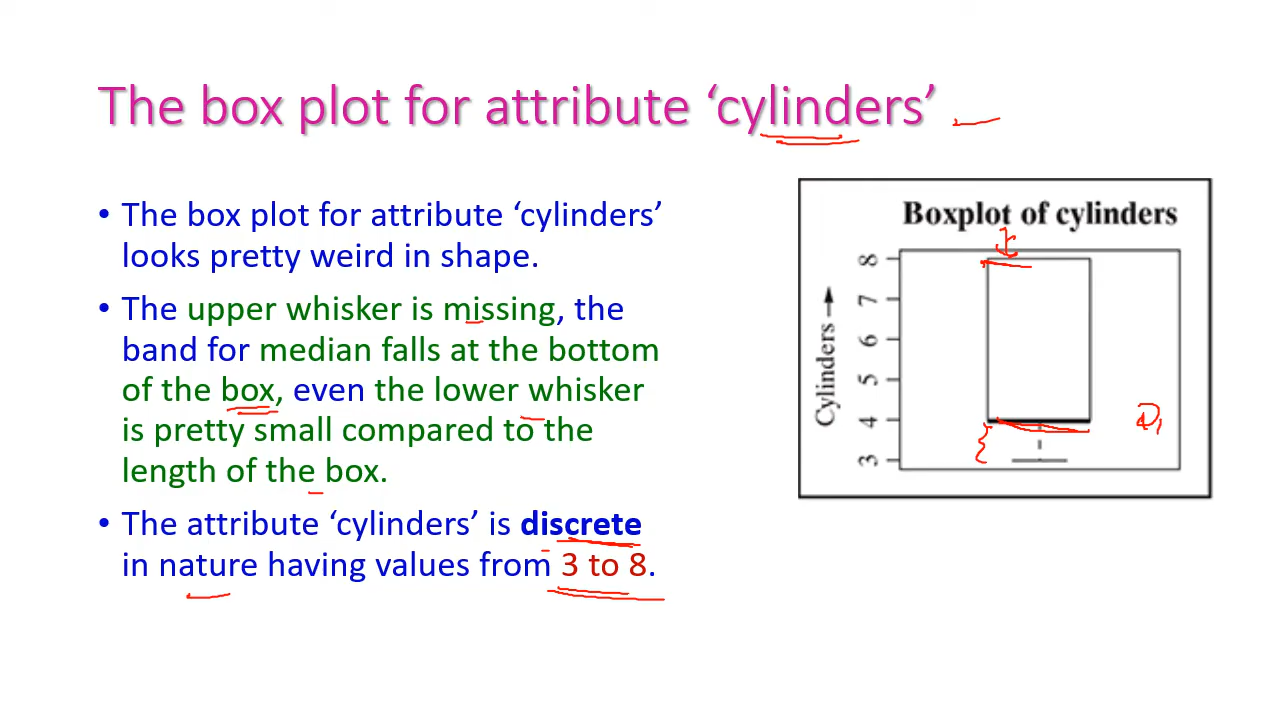 The box plot for attribute ‘cylinders’
• The box plot for attribute ‘cylinders’
looks pretty weird in shape.
• The upper whisker is missing, the
band for median falls at the bottom
of the box, even the lower whisker
is pretty small compared to the
length of the box.
• The attribute ‘cylinders’ is discrete
in nature having values from 3 to 8.
Boxplot of cylinders
Cylinders
8
7
6
5
4
3